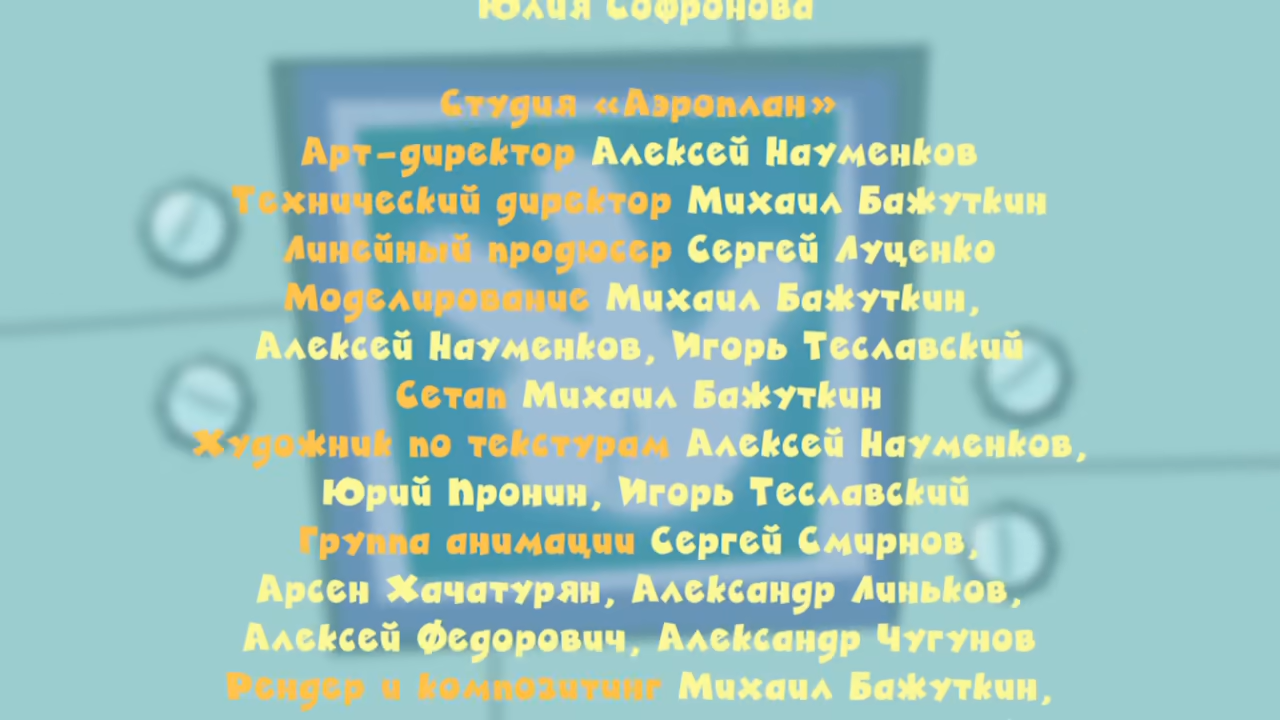 Юлия Софронова
Студия «Аэроплан»
Арт-директор Алексей Науменков
Технический директор Михаил Бажуткин
Линейный продюсер Сергей Луценко
Моделирование Михаил Бажуткин,
Алексей Науменков, Игорь Теславский
Сетап Михаил Бажуткин
Художник по текстурам Алексей Науменков,
Юрий Пронин, Игорь Теславский
Группа анимации Сергей Смирнов,
Арсен Хачатурян, Александр Линьков,
Алексей Федорович, Александр Чугунов
Рендер и композитинг Михаил Бажуткин,